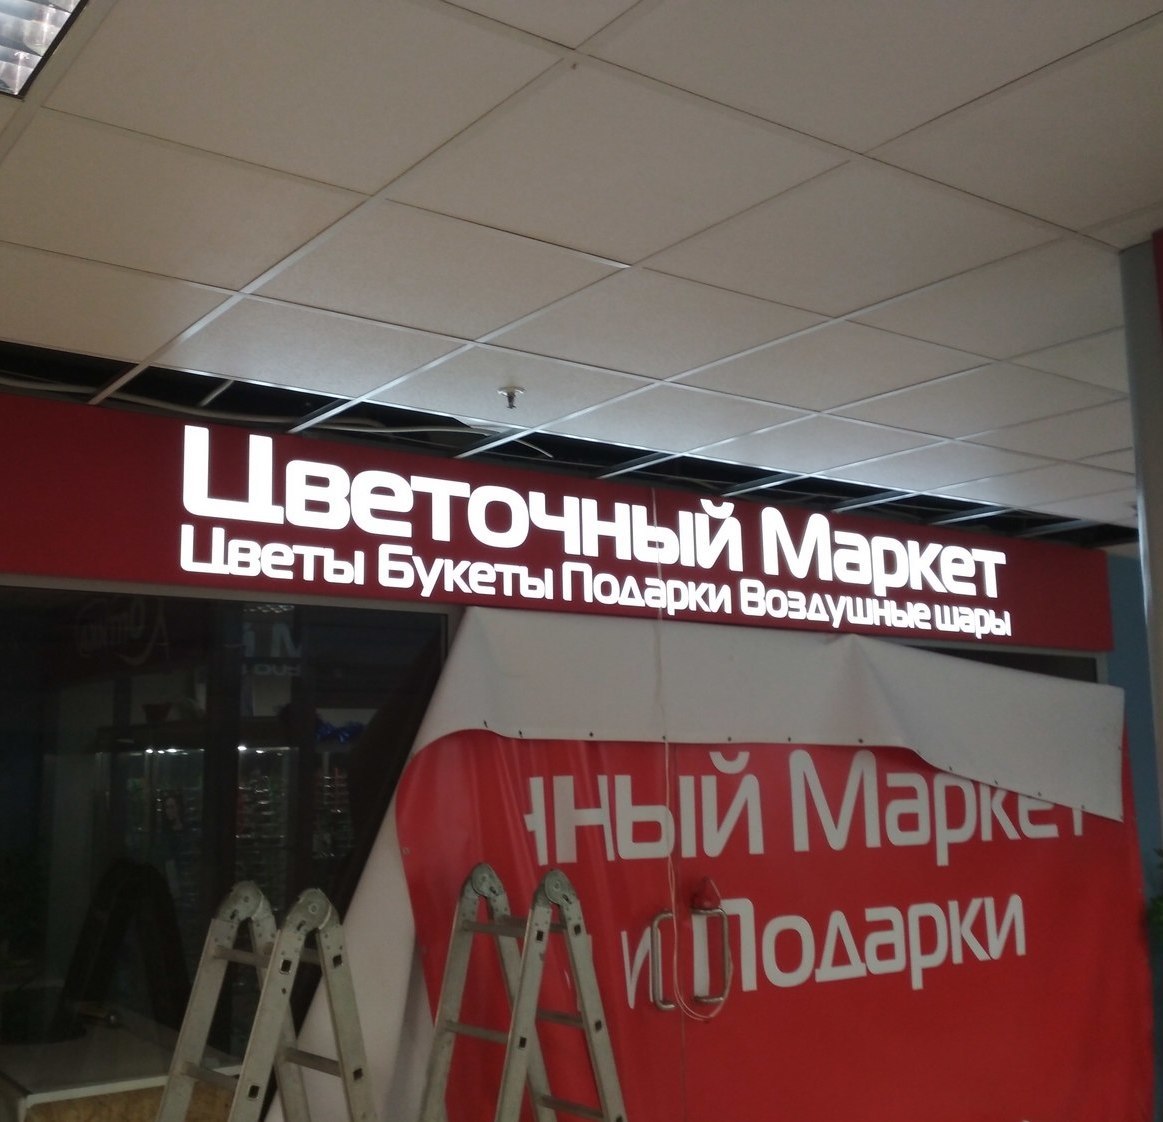 Цветочный Маркет
Цветы Букеты Подарки Воздушные шары
чный Маркет
и Подарки